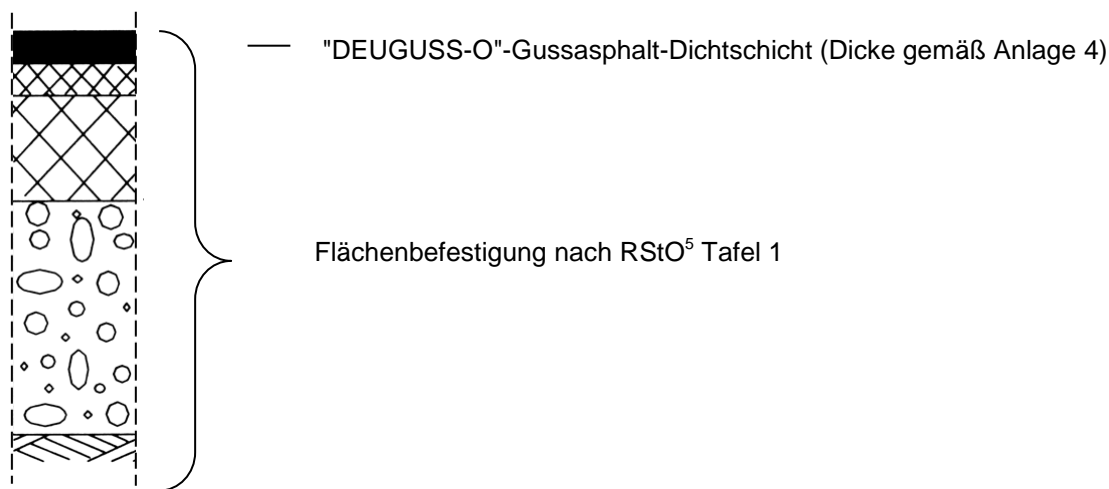 "DEUGUSS-O"-Gussasphalt-Dichtschicht (Dicke gemäß Anlage 4)
Flächenbefestigung nach RStO⁵ Tafel 1